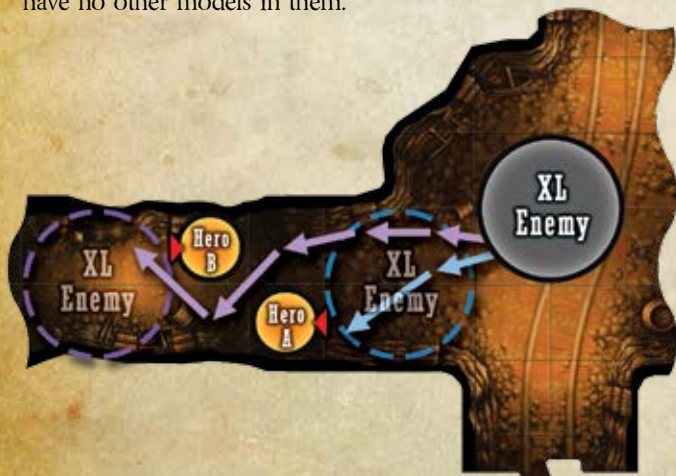 have no other models in them.
XL
Enemy
Hero
B
XL
Enemy
XL
Enemy
Hero
A